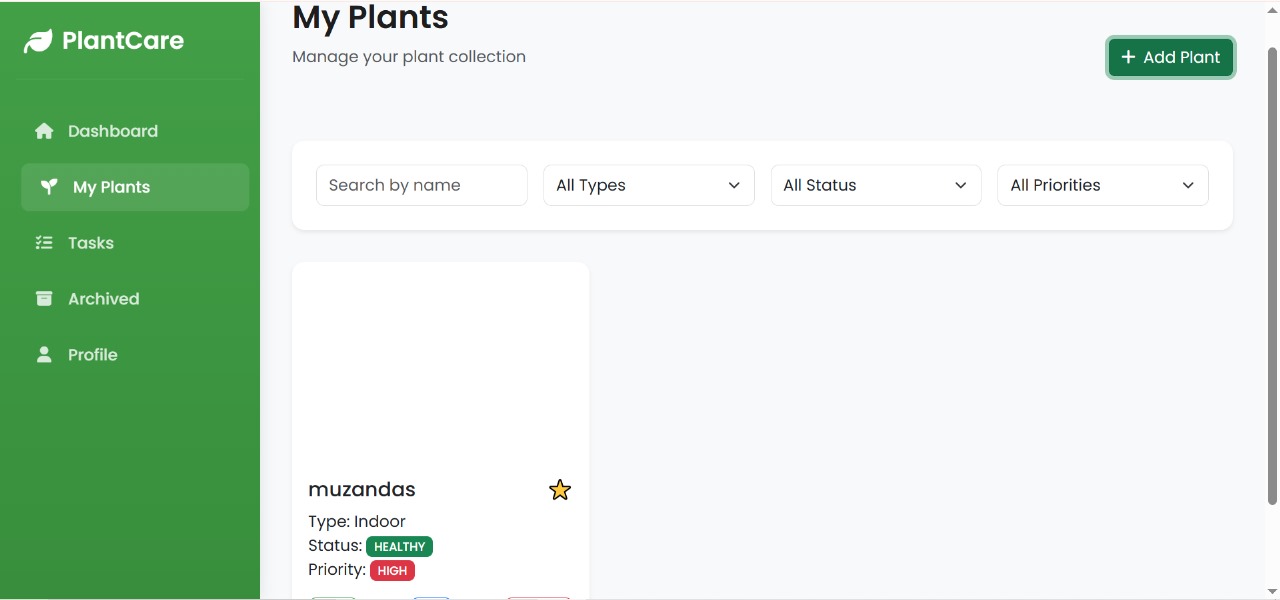 PlantCare
Dashboard
My Plants
Tasks
Archived
Profile
My Plants
Manage your plant collection
Add Plant
Search by name
All Types
All Status
All Priorities
muzandas
Type: Indoor
Status: HEALTHY
Priority: HIGH